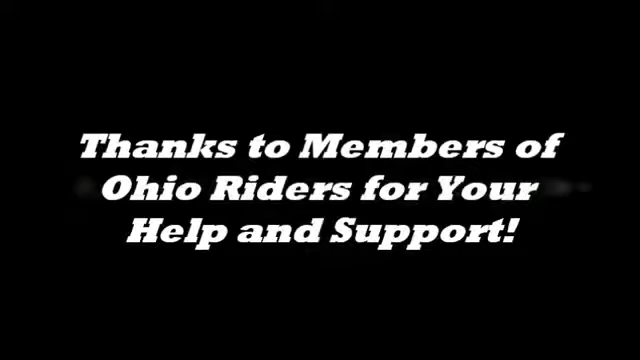 Thanks to Members of
Ohio Riders for Your
Help and Support!